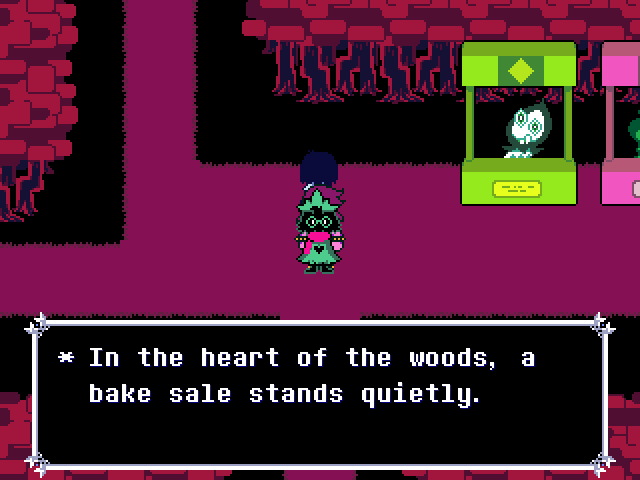 * In the heart of the woods, a
bake sale stands quietly.